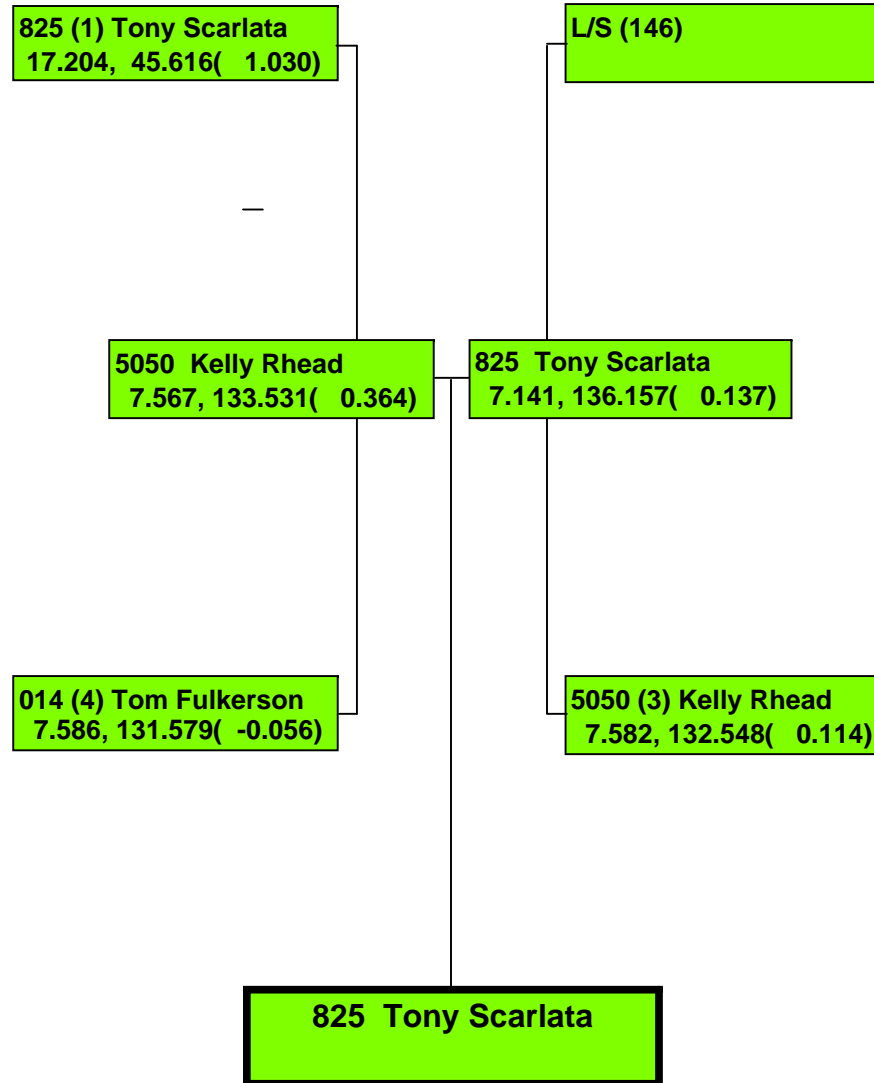 825 (1) Tony Scarlata
17.204, 45.616( 1.030)
L/S (146)
5050 Kelly Rhead
7.567, 133.531( 0.364)
825 Tony Scarlata
7.141, 136.157( 0.137)
014 (4) Tom Fulkerson
7.586, 131.579( -0.056)
5050 (3) Kelly Rhead
7.582, 132.548( 0.114)
825 Tony Scarlata